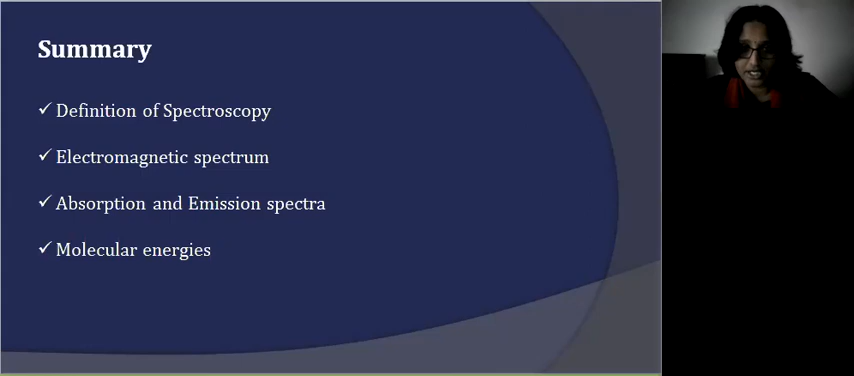 Summary
✓ Definition of Spectroscopy
✓ Electromagnetic spectrum
✓ Absorption and Emission spectra
✓ Molecular energies